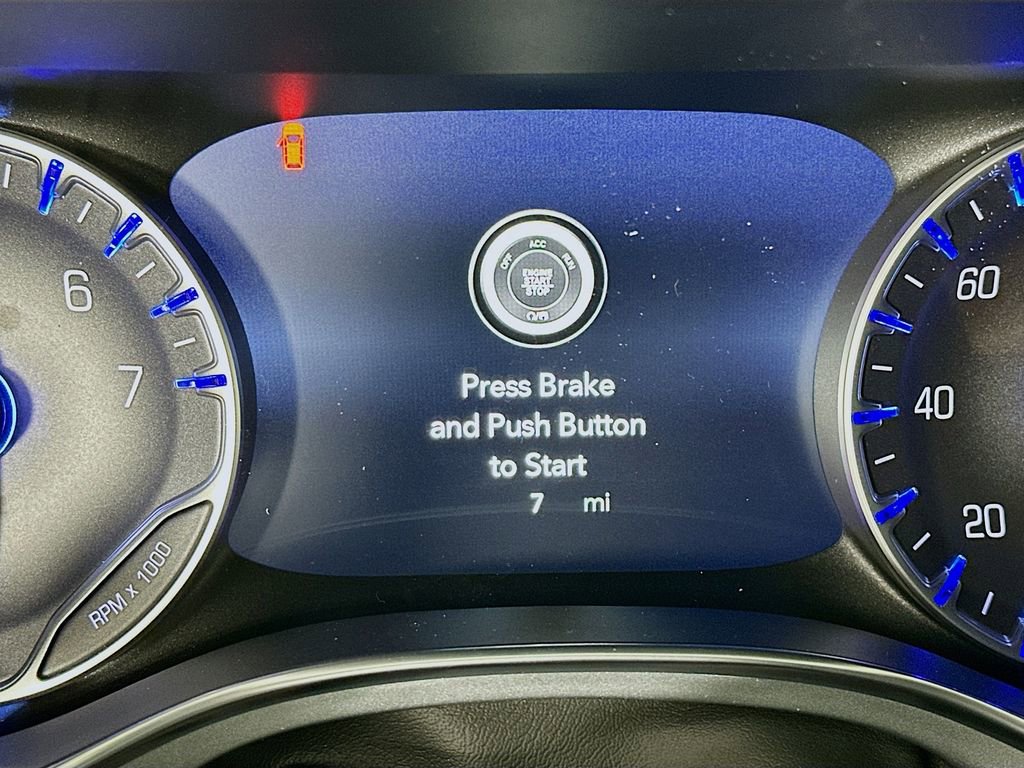 6
7
RPM x 1000
OFF
ACC
RUN
ENGINE
START
STOP
Press Brake
and Push Button
to Start
7 mi
60
40
20